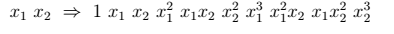 x₁ x₂ ⇒ 1 x₁ x₂ x₁² x₁x₂ x₂² x₁³ x₁²x₂ x₁x₂² x₂³